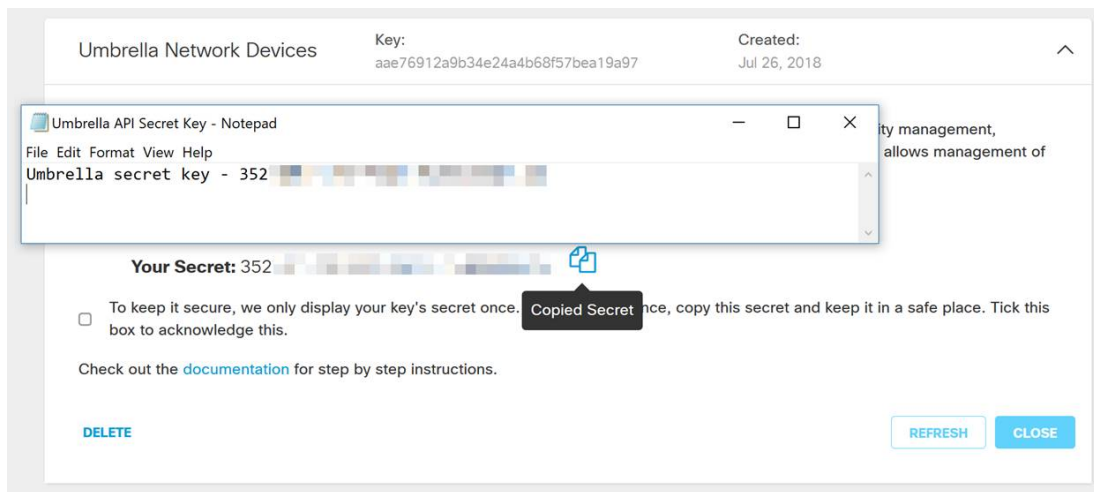 Umbrella Network Devices
Key:
aae76912a9b34e24a4b68f57bea19a97
Created:
Jul 26, 2018
Umbrella API Secret Key - Notepad
File Edit Format View Help
Umbrella secret key - 352
ity management,
allows management of
Your Secret: 352
Copied Secret
To keep it secure, we only display your key's secret once. nce, copy this secret and keep it in a safe place. Tick this
box to acknowledge this.
Check out the documentation for step by step instructions.
DELETE
REFRESH
CLOSE